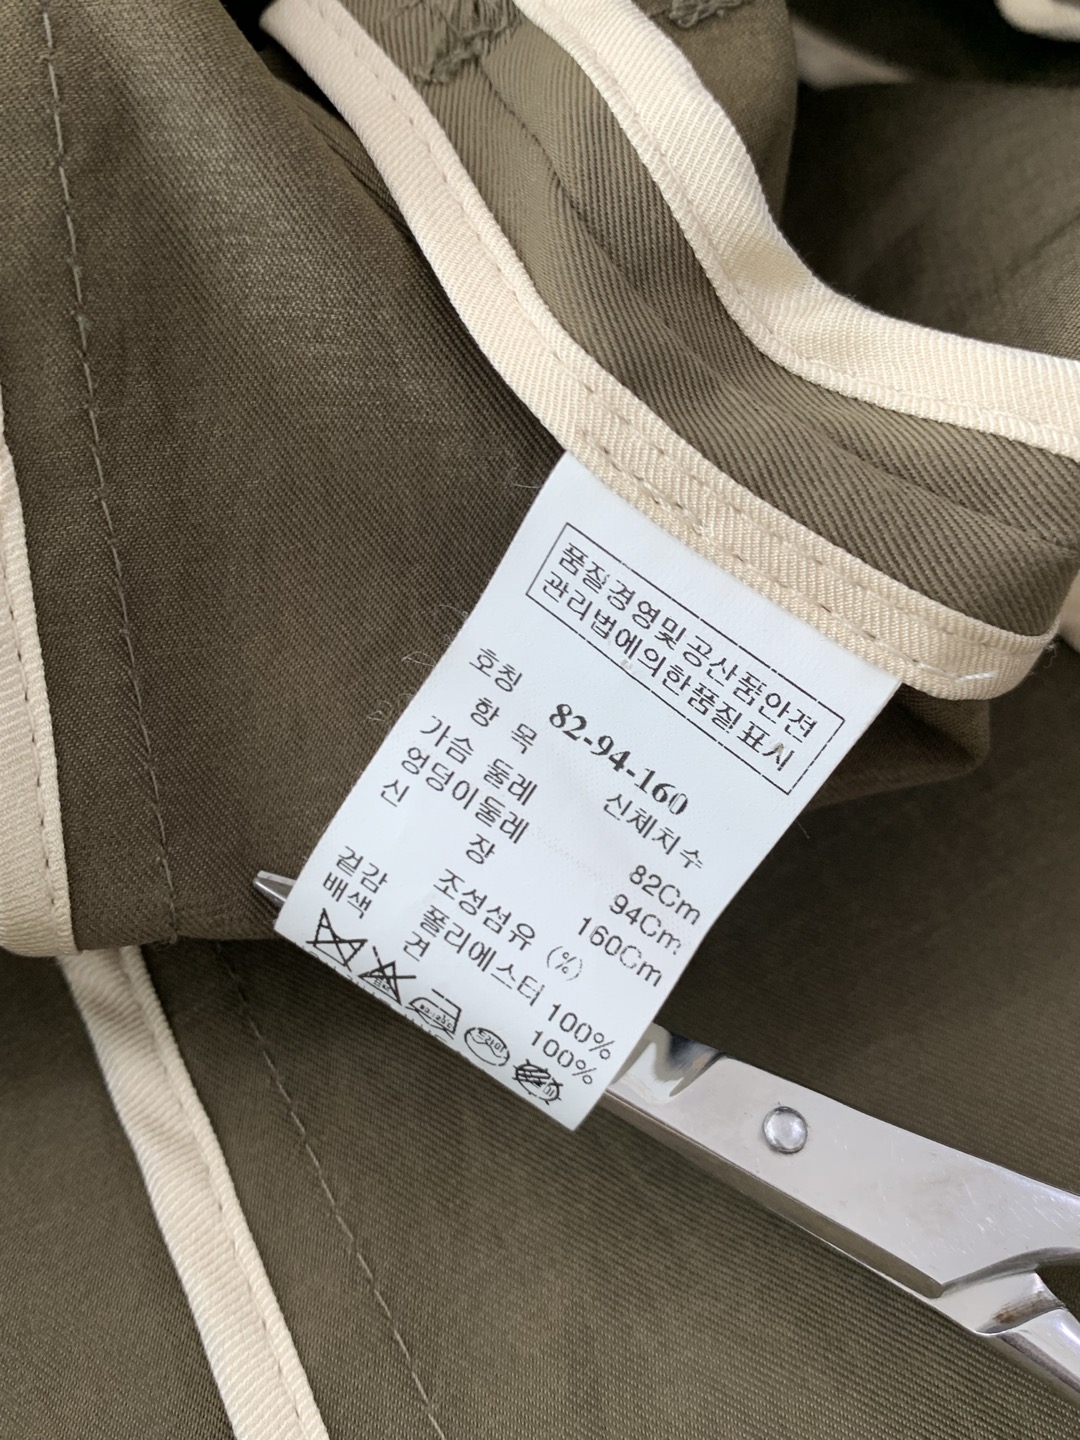 품질경영및공산품안전
관리법에의한품질표시
호칭 82-94-160
항 목 신체치수
가슴 둘레 82Cm
엉덩이둘레 94Cm
신 장 160Cm
조성섬유 (%)
겉감 폴리에스터 100%
배색 견 100%